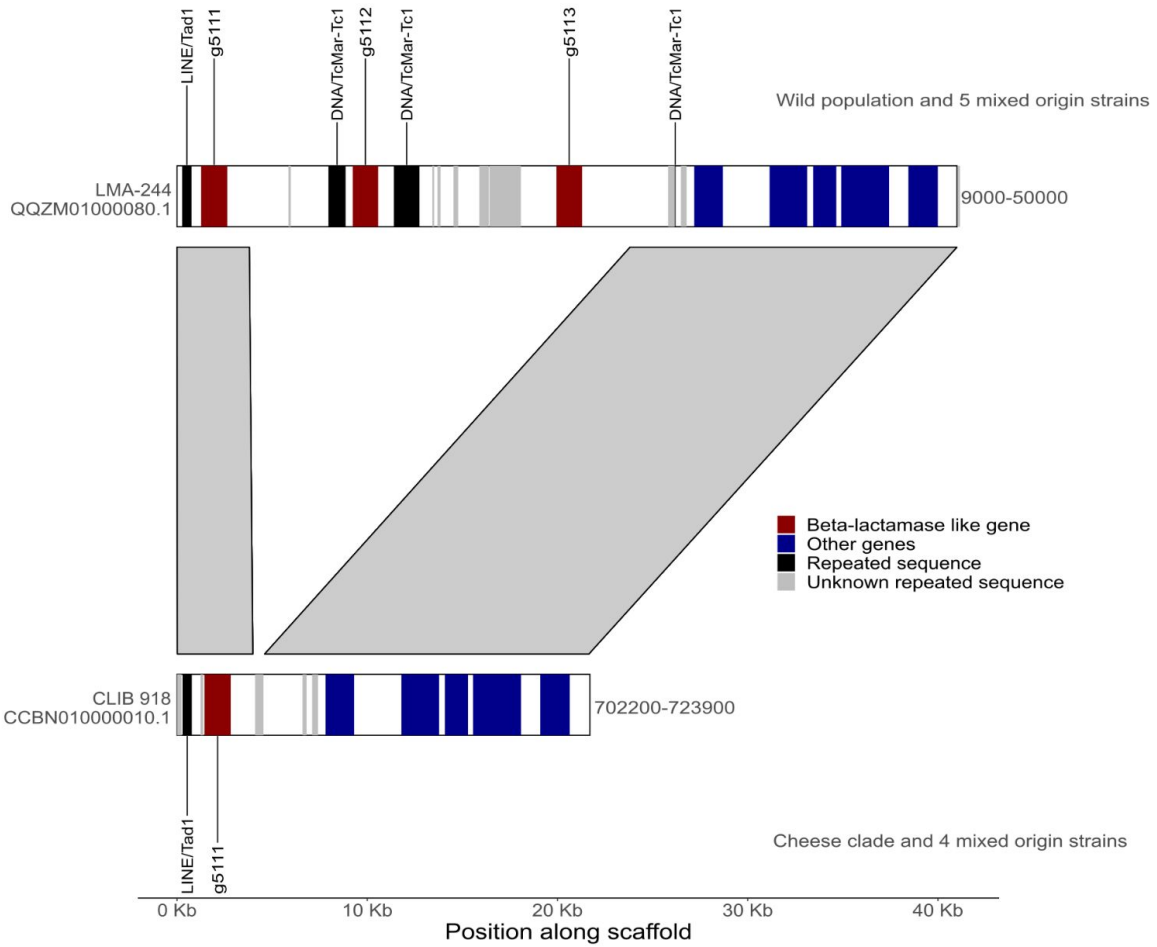 LINE/Tad1
g5111
DNA/TcMar-Tc1
g5112
DNA/TcMar-Tc1
g5113
DNA/TcMar-Tc1
Wild population and 5 mixed origin strains
LMA-244
QQZM01000080.1
9000-50000
Beta-lactamase like gene
Other genes
Repeated sequence
Unknown repeated sequence
CLIB 918
CCBN010000010.1
702200-723900
LINE/Tad1
g5111
Cheese clade and 4 mixed origin strains
0 Kb 10 Kb 20 Kb 30 Kb 40 Kb
Position along scaffold